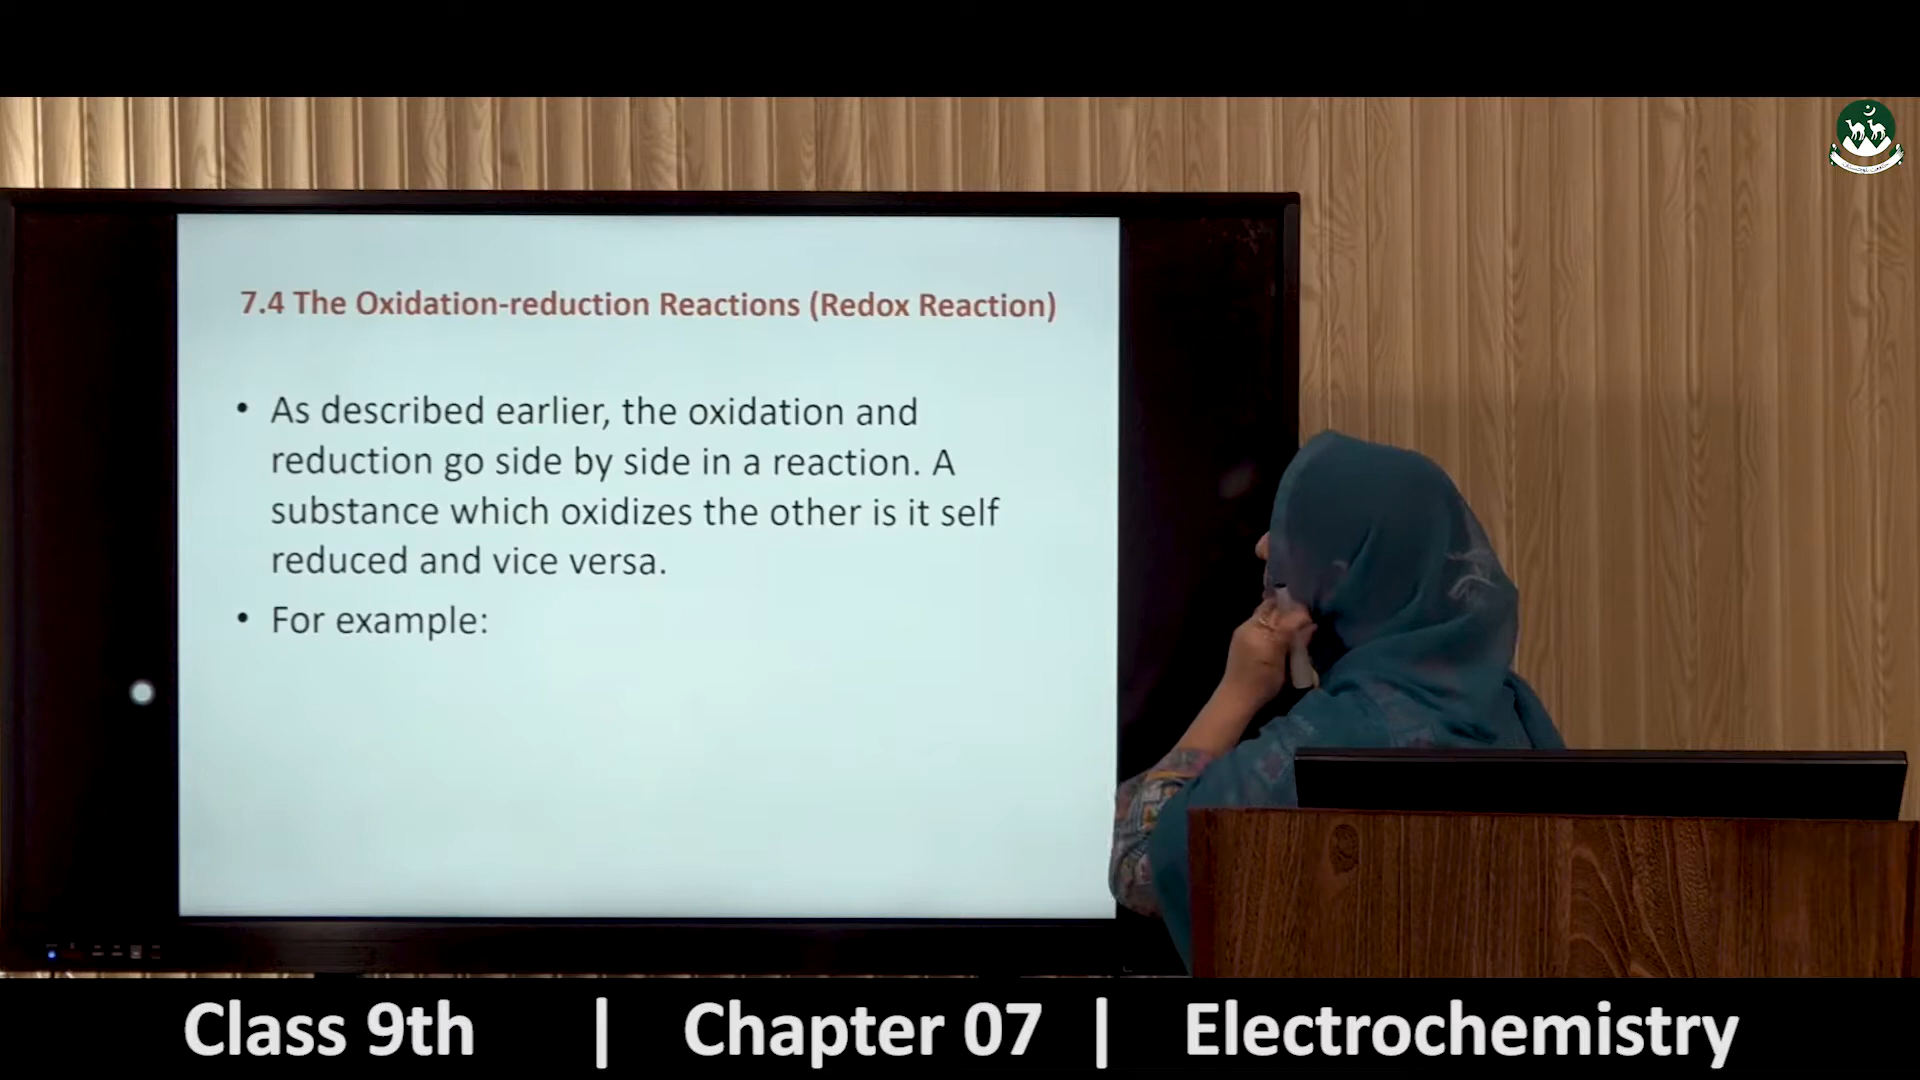 7.4 The Oxidation-reduction Reactions (Redox Reaction)
• As described earlier, the oxidation and
reduction go side by side in a reaction. A
substance which oxidizes the other is it self
reduced and vice versa.
• For example:
Class 9th | Chapter 07 | Electrochemistry